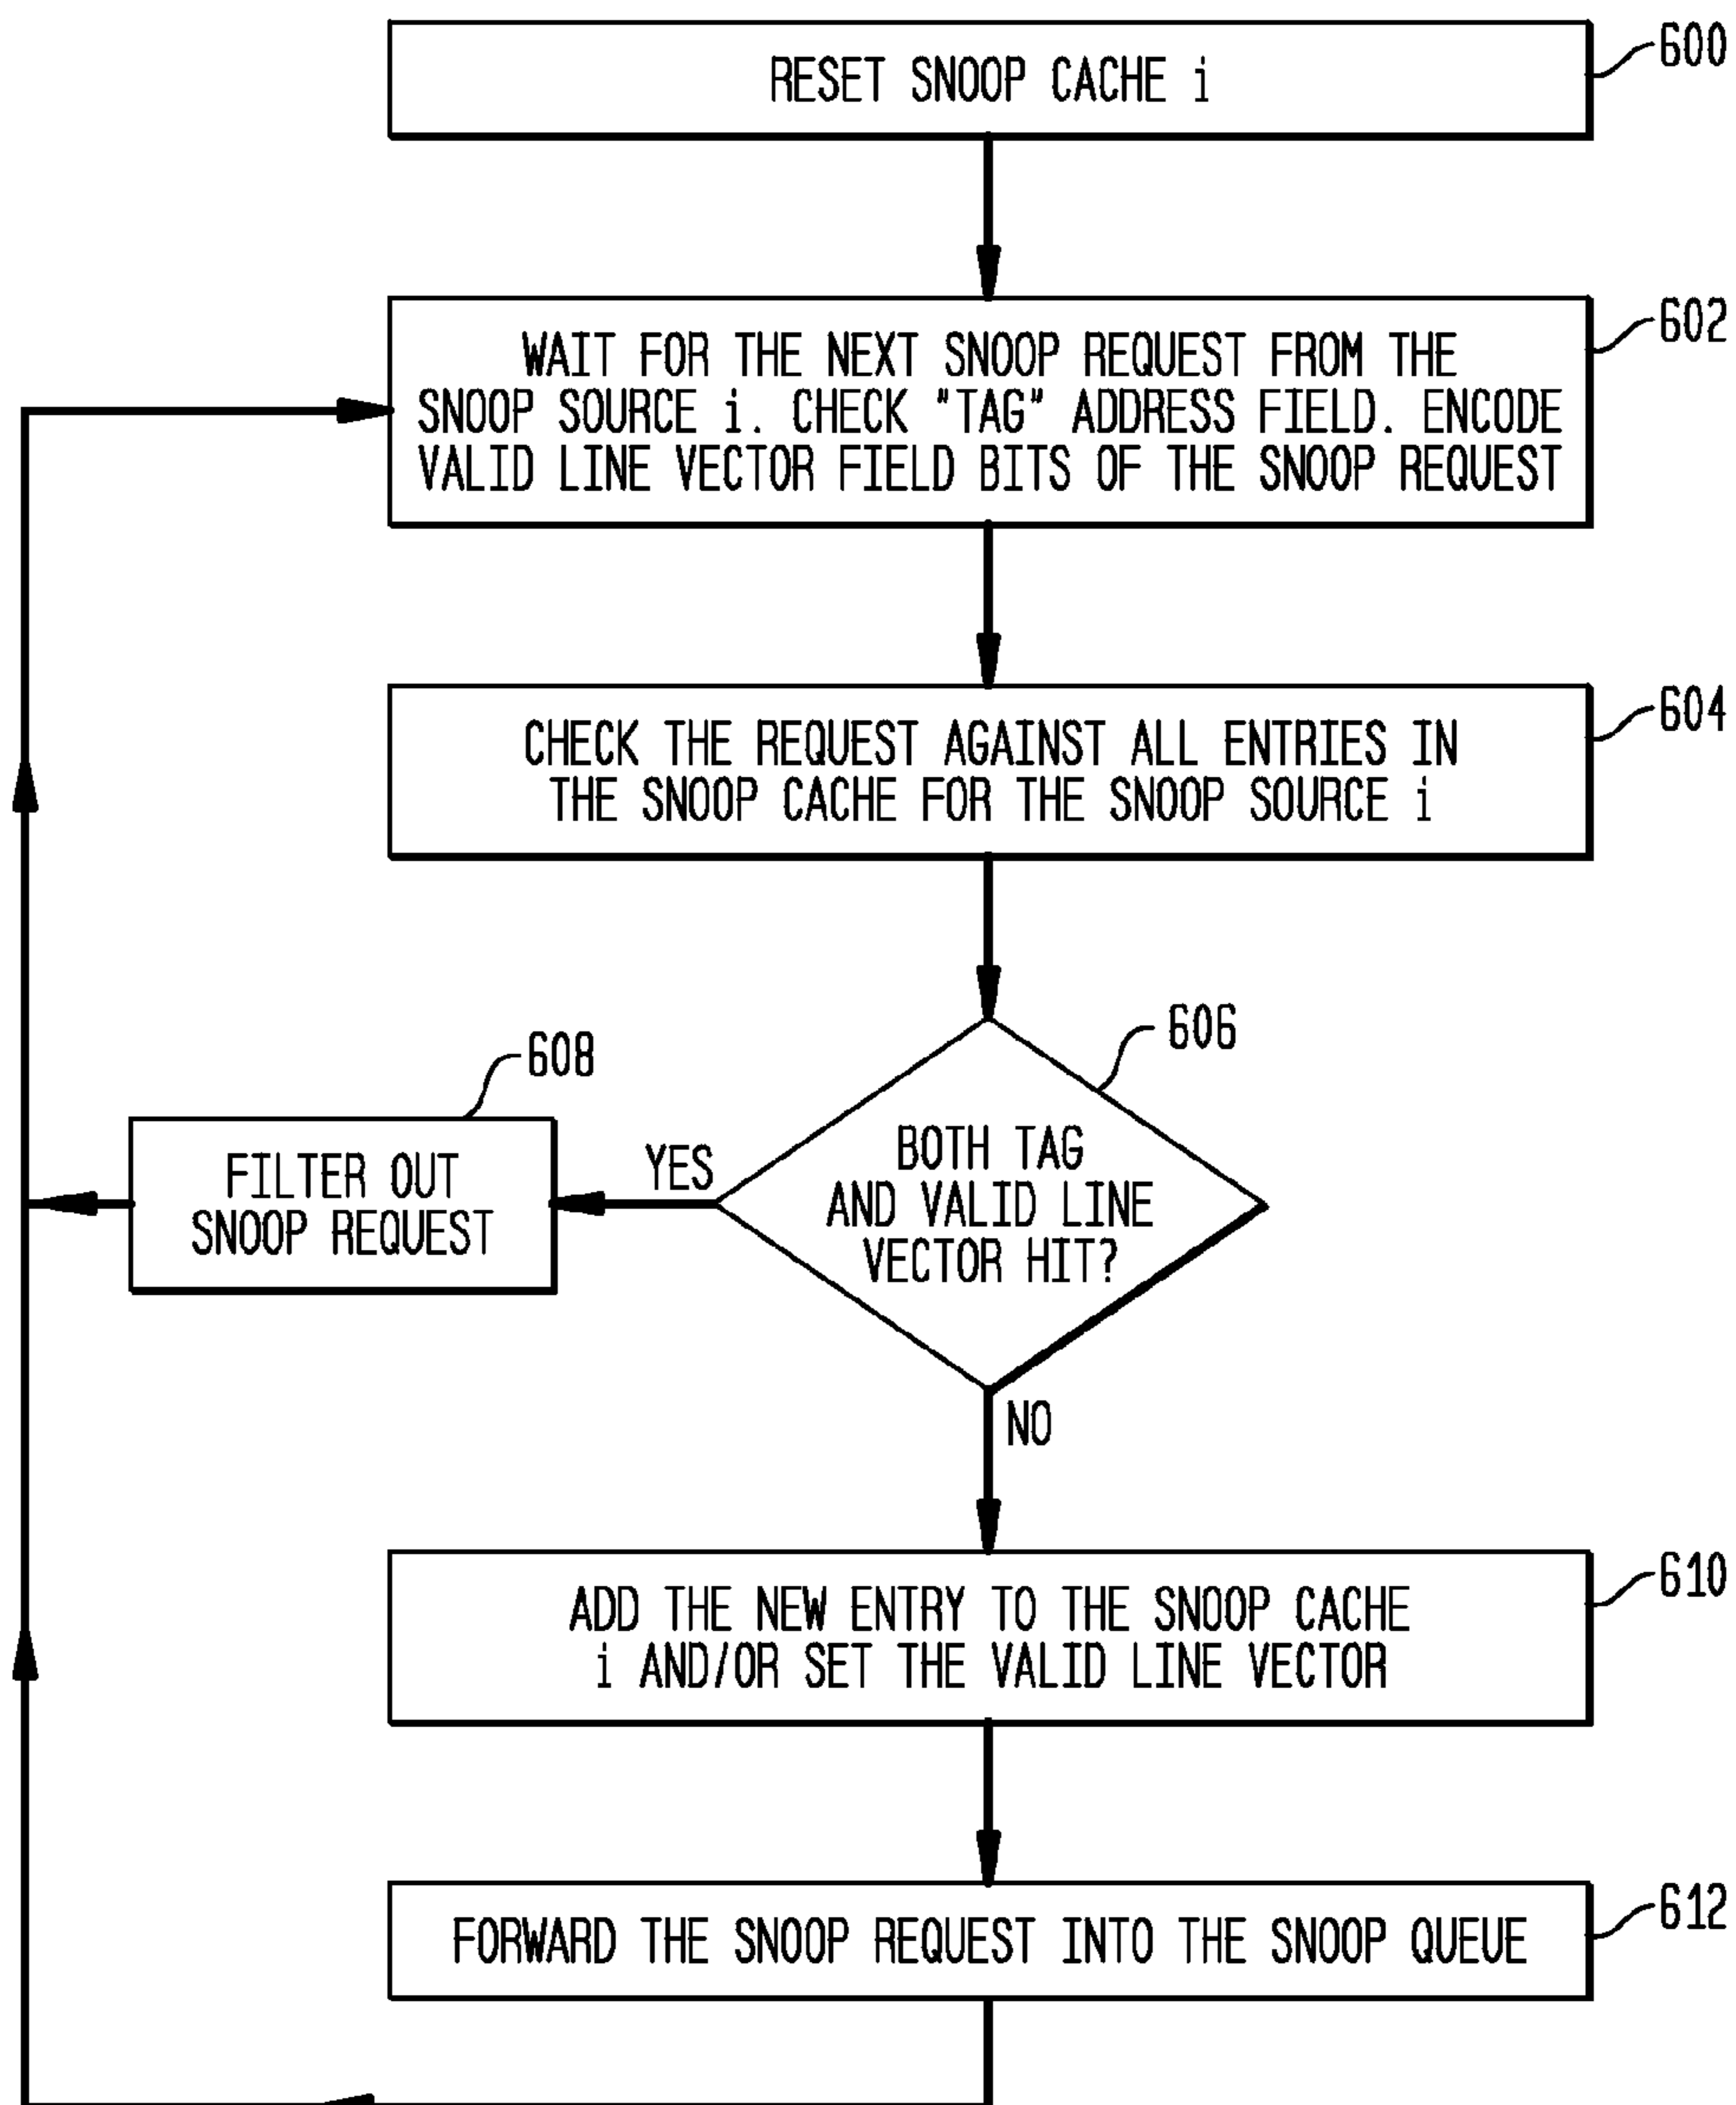 RESET SNOOP CACHE i
600
WAIT FOR THE NEXT SNOOP REQUEST FROM THE
SNOOP SOURCE i. CHECK "TAG" ADDRESS FIELD. ENCODE
VALID LINE VECTOR FIELD BITS OF THE SNOOP REQUEST
602
CHECK THE REQUEST AGAINST ALL ENTRIES IN
THE SNOOP CACHE FOR THE SNOOP SOURCE i
604
606
BOTH TAG
AND VALID LINE
VECTOR HIT?
YES
608
FILTER OUT
SNOOP REQUEST
NO
ADD THE NEW ENTRY TO THE SNOOP CACHE
i AND/OR SET THE VALID LINE VECTOR
610
FORWARD THE SNOOP REQUEST INTO THE SNOOP QUEUE
612